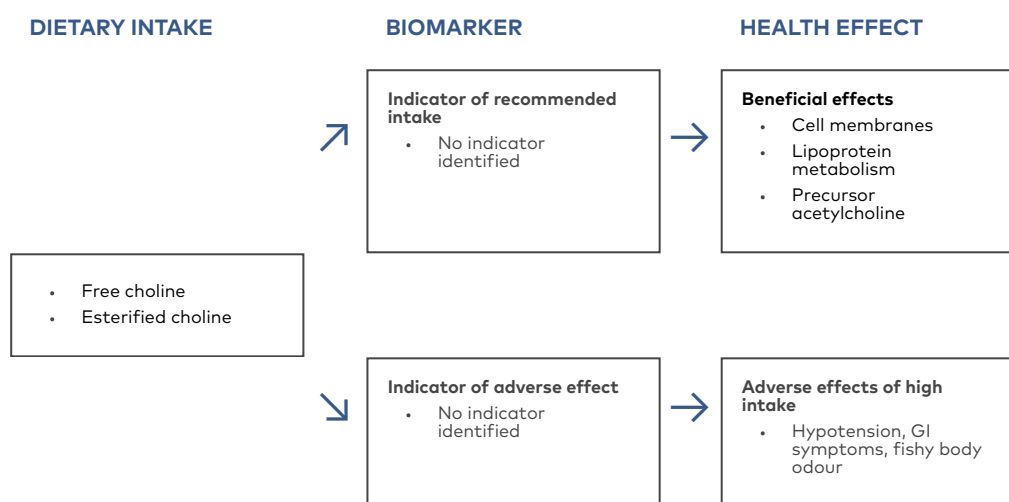 DIETARY INTAKE
BIOMARKER
HEALTH EFFECT
• Free choline
• Esterified choline
Indicator of recommended
intake
• No indicator
identified
Beneficial effects
• Cell membranes
• Lipoprotein
metabolism
• Precursor
acetylcholine
Indicator of adverse effect
• No indicator
identified
Adverse effects of high
intake
• Hypotension, GI
symptoms, fishy body
odour